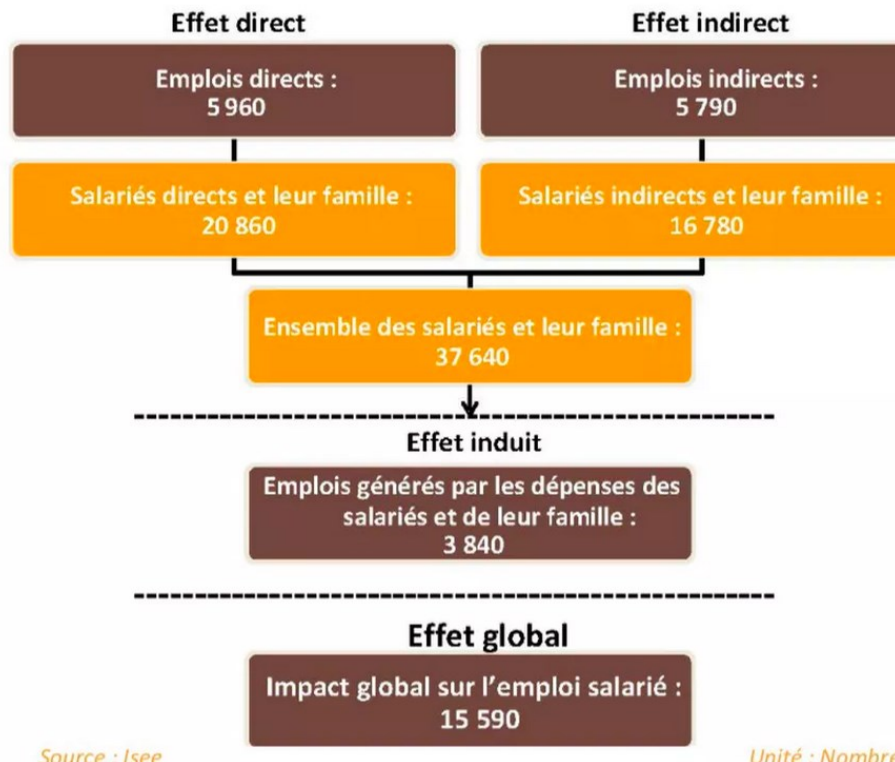 Effet direct
Effet indirect
Emplois directs :
5 960
Emplois indirects :
5 790
Salariés directs et leur famille :
20 860
Salariés indirects et leur famille :
16 780
Ensemble des salariés et leur famille :
37 640
Effet induit
Emplois générés par les dépenses des
salariés et de leur famille :
3 840
Effet global
Impact global sur l'emploi salarié :
15 590
Source : Isee
Unité : Nombre